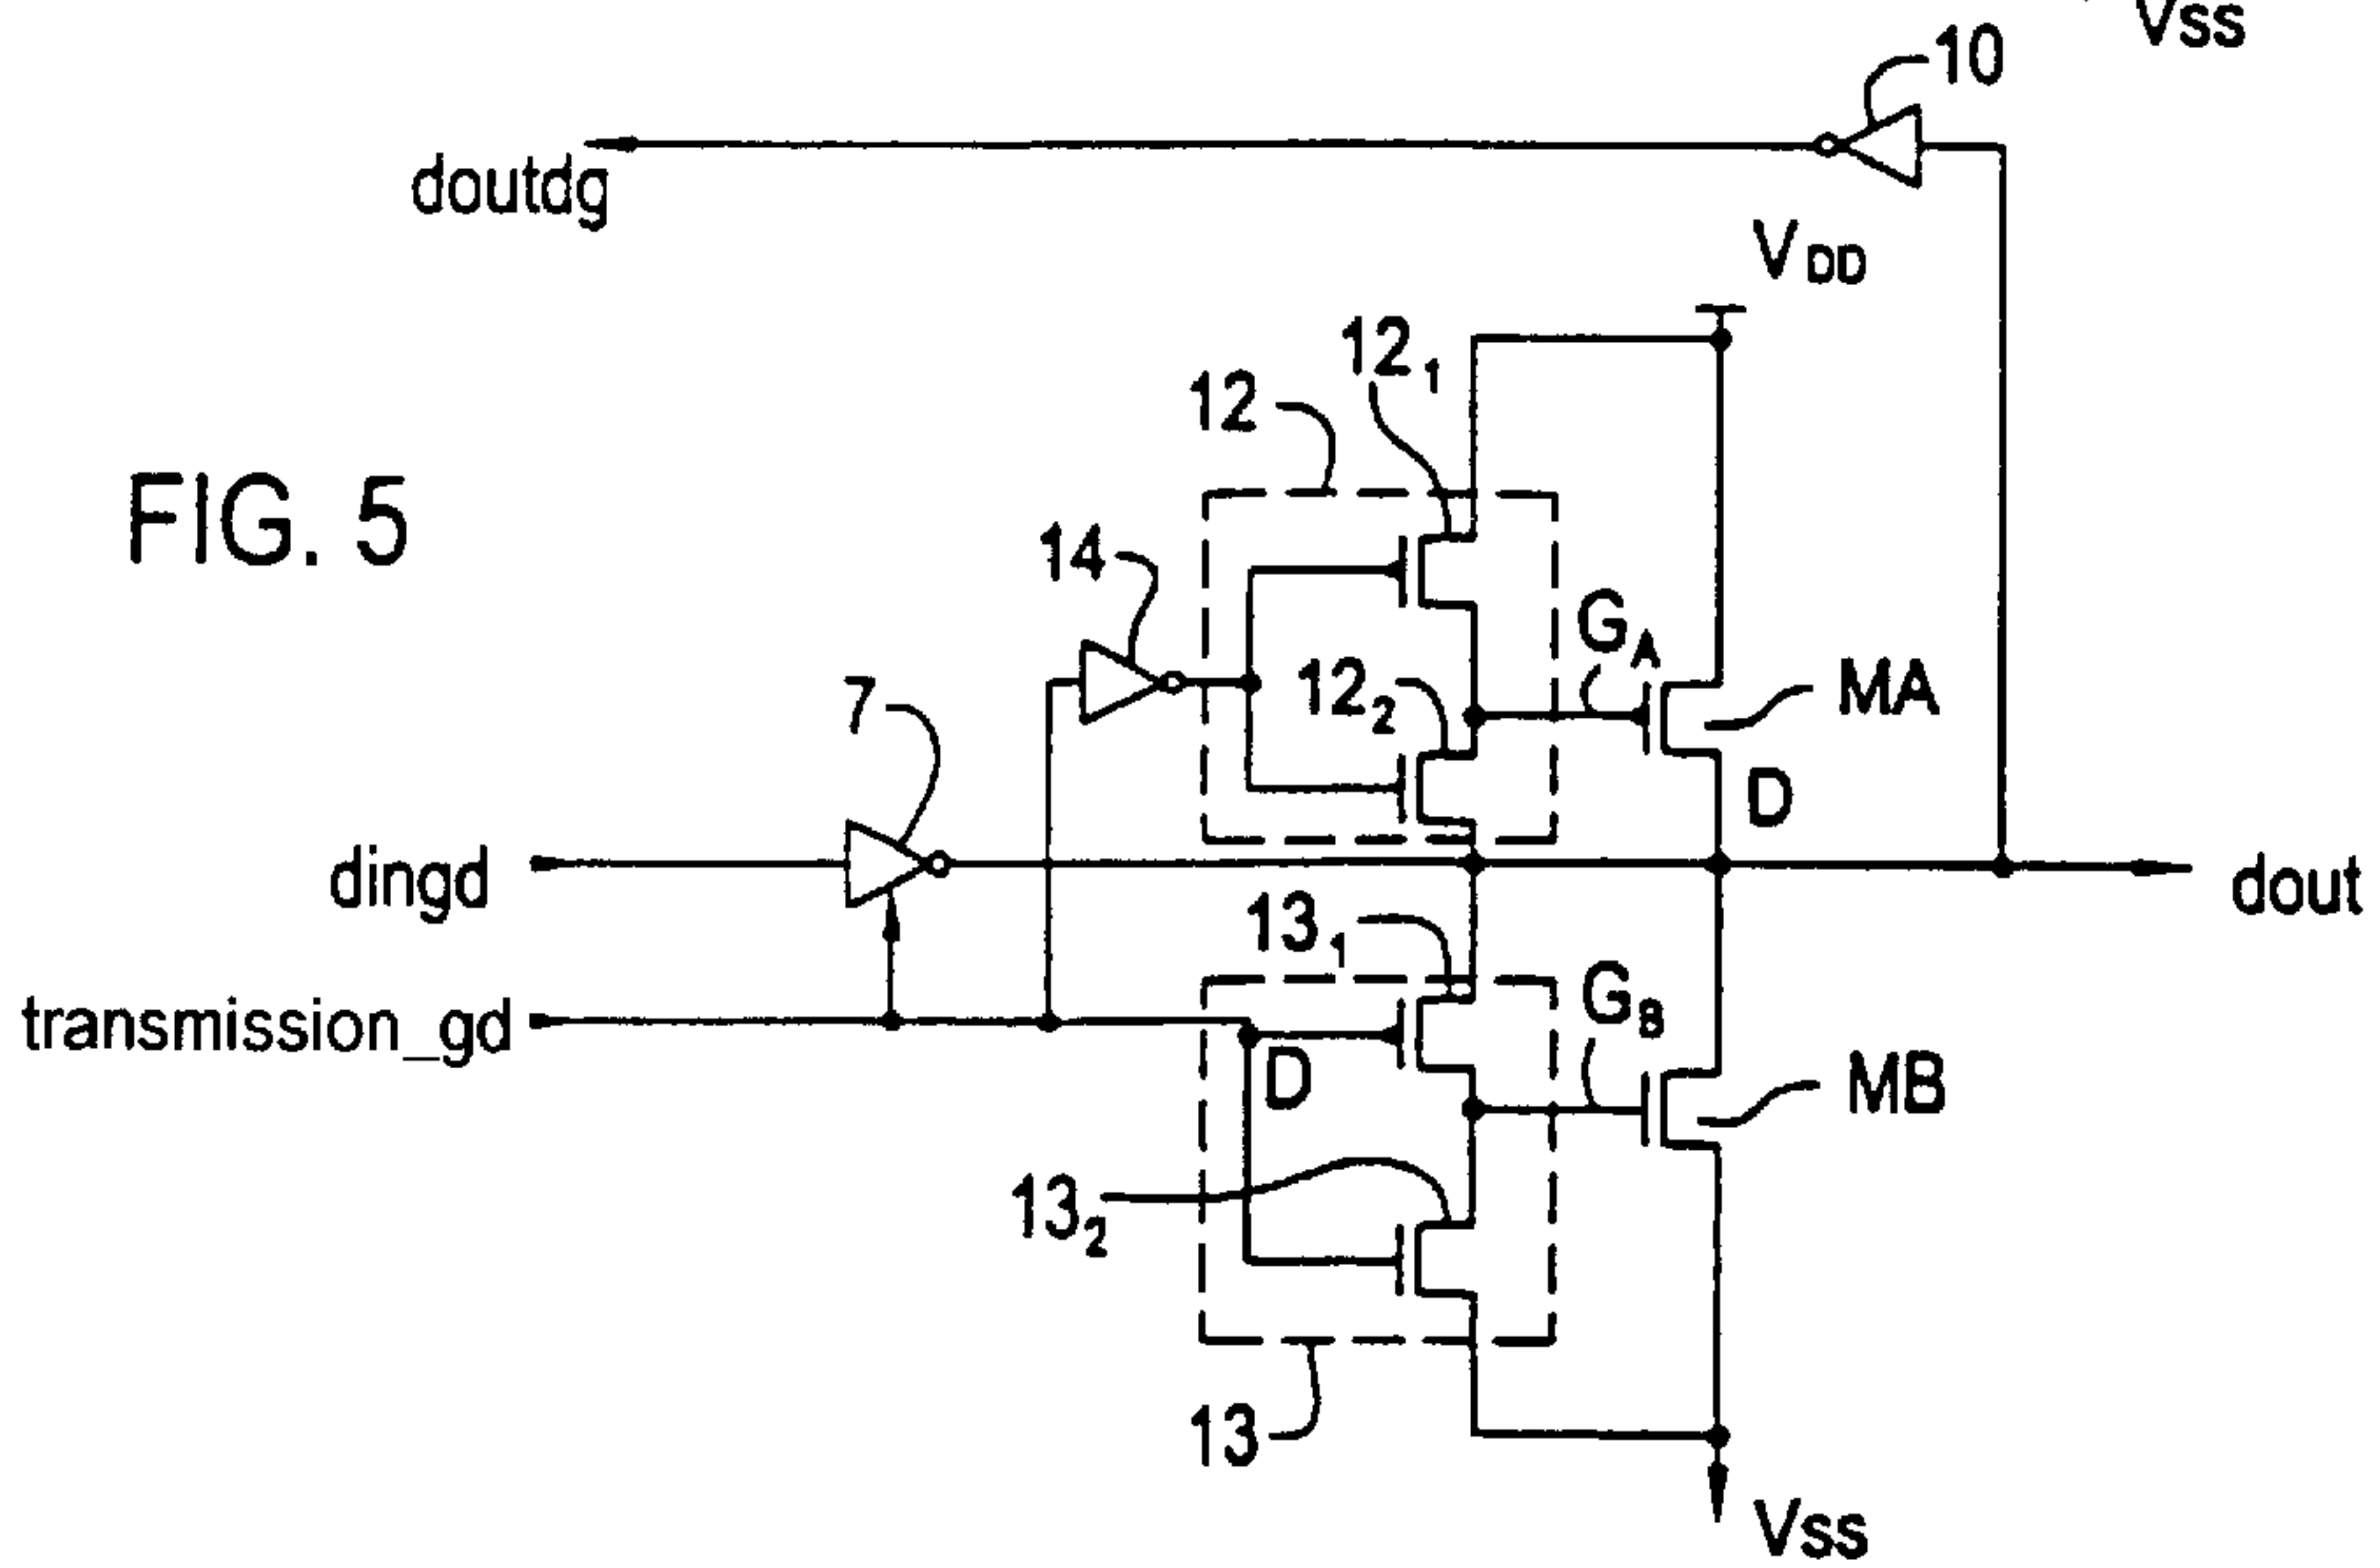 Vss
10
doutdg
VDD
12₁
12
FIG. 5
14
GA
12₂
MA
7
D
dingd
dout
13₁
GB
transmission_gd
D
MB
13₂
13
Vss